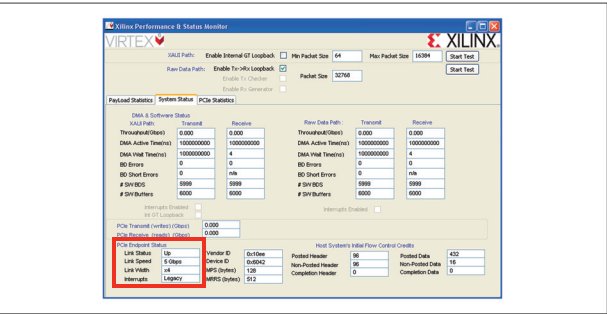 Xilinx Performance & Status Monitor
VIRTEX XILINX
XAUI Path: Enable Internal GT Loopback Min Packet Size 64 Max Packet Size 16384 Start Test
Raw Data Path: Enable Tx->Rx Loopback Packet Size 32768 Start Test
Enable Tx Checker
Enable Rx Generator
PayLoad Statistics System Status PCIe Statistics
DMA & Software Status
XAUI Path: Transmit Receive Raw Data Path: Transmit Receive
Throughput(Gbps) 0.000 0.000 Throughput(Gbps) 0.000 0.000
DMA Active Time(ns) 1000000000 1000000000 DMA Active Time(ns) 1000000000 1000000000
DMA Wait Time(ns) 1000000000 4 DMA Wait Time(ns) 1000000000 4
BD Errors 0 0 BD Errors 0 0
BD Short Errors 0 n/a BD Short Errors 0 n/a
# SW BDS 5999 5999 # SW BDS 5999 5999
# SW Buffers 6000 6000 # SW Buffers 6000 6000
Interrupts Enabled Interrupts Enabled
Int GT Loopback
PCIe Transmit (writes) (Gbps) 0.000
PCIe Receive (reads) (Gbps) 0.000
PCIe Endpoint Status Host System's Initial Flow Control Credits
Link Status Up Vendor ID 0x10ee Posted Header 96 Posted Data 432
Link Speed 5 Gbps Device ID 0x6042 Non-Posted Header 96 Non-Posted Data 16
Link Width x4 MPS (bytes) 128 Completion Header 0 Completion Data 0
Interrupts Legacy MRRS (bytes) 512